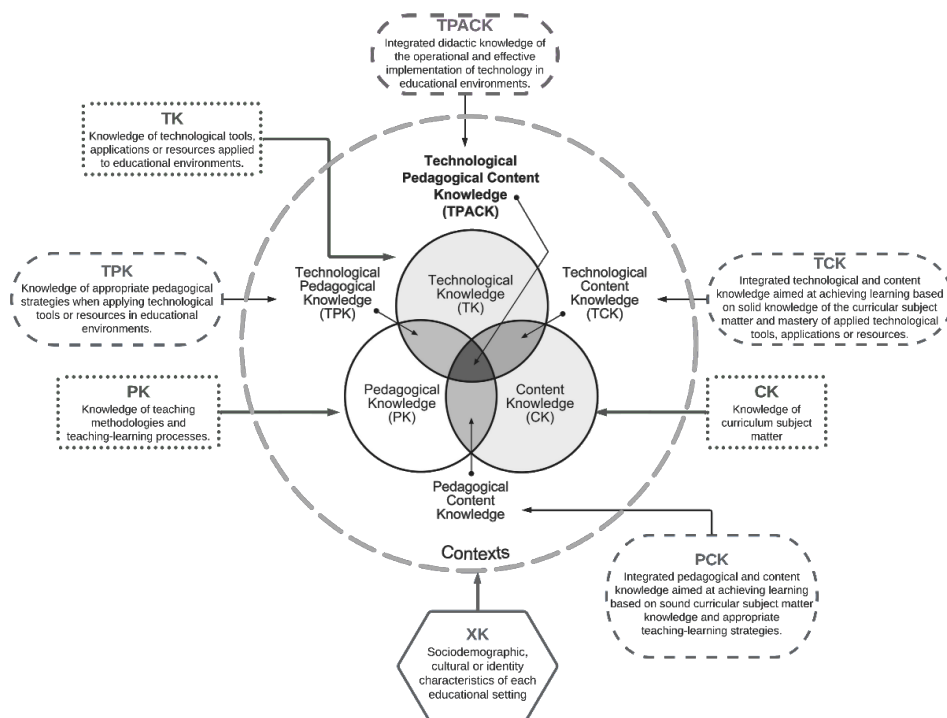 TPACK
Integrated didactic knowledge of
the operational and effective
implementation of technology in
educational environments.
TK
Knowledge of technological tools,
applications or resources applied
to educational environments.
Technological
Pedagogical Content
Knowledge
(TPACK)
TPK
Knowledge of appropriate pedagogical
strategies when applying technological
tools or resources in educational
environments.
Technological
Pedagogical
Knowledge
(TPK)
Technological
Knowledge
(TK)
Technological
Content
Knowledge
(TCK)
TCK
Integrated technological and content
knowledge aimed at achieving learning based
on solid knowledge of the curricular subject
matter and mastery of applied technological
tools, applications or resources.
PK
Knowledge of teaching
methodologies and
teaching-learning processes.
Pedagogical
Knowledge
(PK)
Content
Knowledge
(CK)
CK
Knowledge of
curriculum subject
matter
Pedagogical
Content
Knowledge
Contexts
PCK
Integrated pedagogical and content
knowledge aimed at achieving learning
based on sound curricular subject matter
knowledge and appropriate
teaching-learning strategies.
XK
Sociodemographic,
cultural or identity
characteristics of each
educational setting